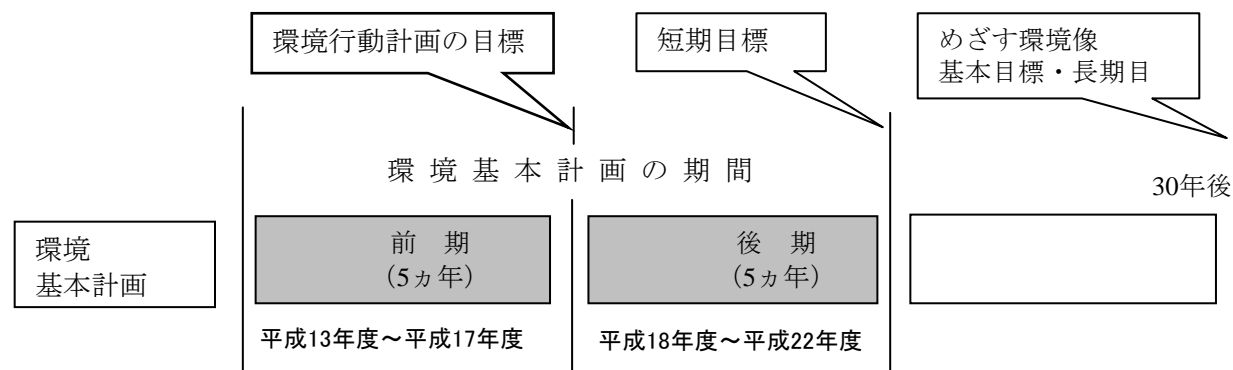 環境行動計画の目標
短期目標
めざす環境像
基本目標・長期目
環境基本計画の期間
30年後
環境
基本計画
前 期
(5ヵ年)
後 期
(5ヵ年)
平成13年度～平成17年度
平成18年度～平成22年度